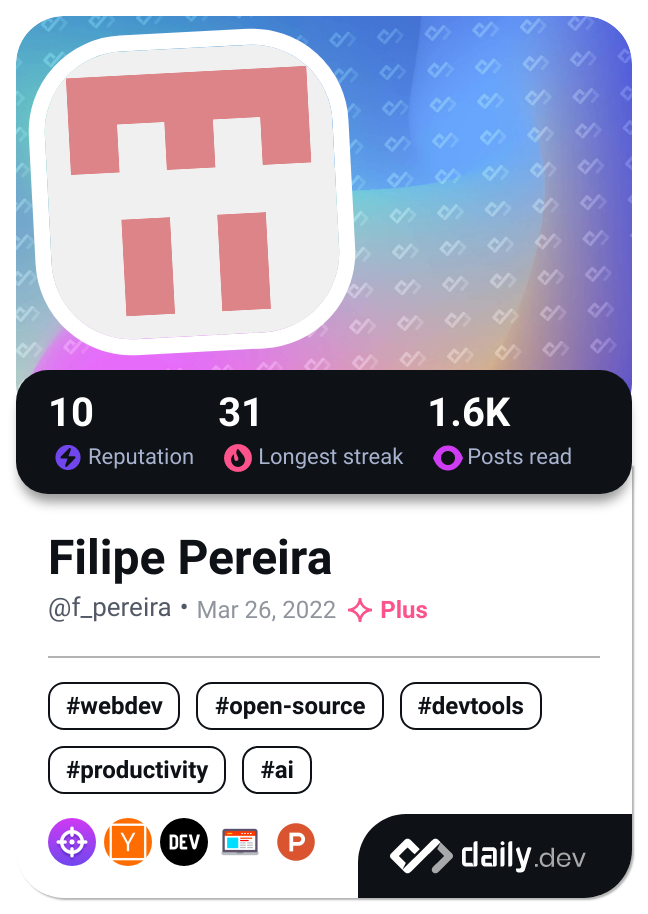 10 31 1.6K
Reputation Longest streak Posts read
Filipe Pereira
@f_pereira • Mar 26, 2022 Plus
#webdev #open-source #devtools
#productivity #ai
Y DEV P
daily.dev